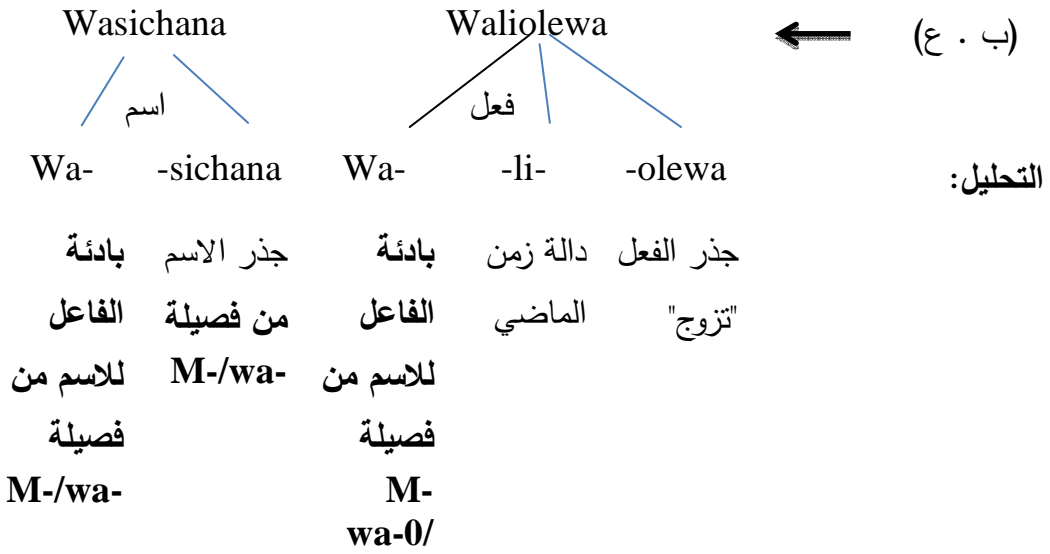 Wasichana Waliolewa (ب . ع)
اسم فعل
Wa- -sichana Wa- -li- -olewa التحليل:
بادئة جذر الاسم بادئة دالة زمن جذر الفعل
الفاعل من فصيلة الفاعل الماضي "تزوج"
للاسم من M-/wa- للاسم من
فصيلة فصيلة
M-/wa- M-
wa-0/